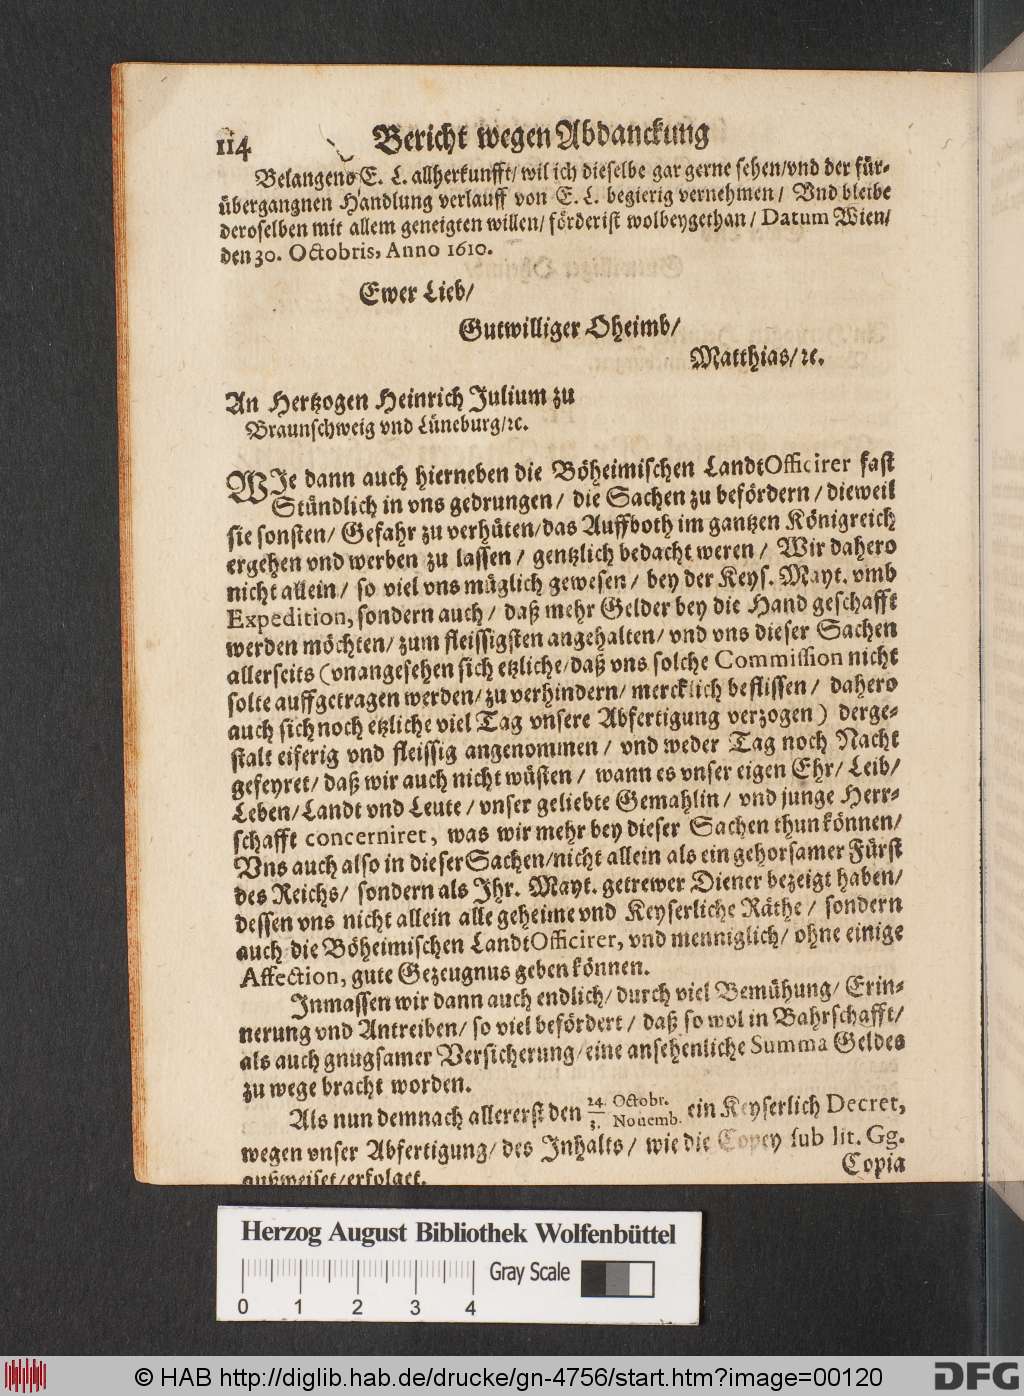 114 Bericht wegen Abdanckung
Belangend E. L. allherkunfft/ wil ich dieselbe gar gerne sehen/ vnd der für-
übergangnen Handlung verlauff von E. L. begierig vernehmen/ Vnd bleibe
deroselben mit allem geneigten willen/ förderist wolbeygethan/ Datum Wien/
den 30. Octobris, Anno 1610.
Ewer Lieb/
Gutwilliger Oheimb/
Matthias/ ꝛc.
An Hertzogen Heinrich Julium zu
Braunschweig vnd Lüneburg/ ꝛc.
WJe dann auch hierneben die Böheimischen LandtOfficirer fast
Stündlich in vns gedrungen/ die Sachen zu befördern/ dieweil
sie sonsten/ Gefahr zu verhüten/ das Auffboth im gantzen Königreich
ergehen vnd werben zu lassen/ gentzlich bedacht weren/ Wir dahero
nicht allein/ so viel vns müglich gewesen/ bey der Keys. Mayt. vmb
Expedition, sondern auch/ daß mehr Gelder bey die Hand geschafft
werden möchten/ zum fleissigsten angehalten/ vnd vns dieser Sachen
allerseits (vnangesehen sich etzliche/ daß vns solche Commission nicht
solte auffgetragen werden/ zu verhindern/ mercklich beflissen/ dahero
auch sich noch etzliche viel Tag vnsere Abfertigung verzogen) derge-
stalt eiferig vnd fleissig angenommen/ vnd weder Tag noch Nacht
gefeyret/ daß wir auch nicht wüsten/ wann es vnser eigen Ehr/ Leib/
Leben/ Landt vnd Leute/ vnser geliebte Gemahlin/ vnd junge Herr-
schafft concerniret, was wir mehr bey dieser Sachen thun können/
Vns auch also in dieser Sachen/ nicht allein als ein gehorsamer Fürst
des Reichs/ sondern als Jhr. Mayt. getrewer Diener bezeigt haben/
dessen vns nicht allein alle geheime vnd Keyserliche Räthe/ sondern
auch die Böheimischen LandtOfficirer, vnd menniglich/ ohne einige
Affection, gute Gezeugnus geben können.
Jnmassen wir dann auch endlich/ durch viel Bemühung/ Erin-
nerung vnd Antreiben/ so viel befördert/ daß so wol in Bahrschafft/
als auch gnugsamer Versicherung/ eine ansehenliche Summa Geldes
zu wege bracht worden.
Als nun demnach allererst den 24. Octobr. / 3. Nouemb. ein Keyserlich Decret,
wegen vnser Abfertigung/ des Jnhalts/ wie die Copey sub lit. Gg.
außweiset/ erfolget.
Copia
Herzog August Bibliothek Wolfenbüttel
Gray Scale
0 1 2 3 4
© HAB http://diglib.hab.de/drucke/gn-4756/start.htm?image=00120
DFG